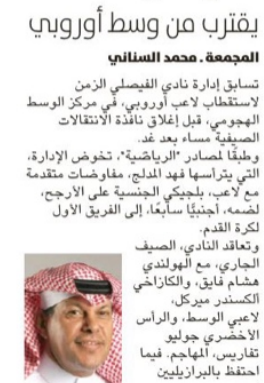 يقترب من وسط أوروبي
المجمعة ـ محمد السناني
تسابق إدارة نادي الفيصلي الزمن
لاستقطاب لاعب أوروبي، في مركز الوسط
الهجومي، قبل إغلاق نافذة الانتقالات
الصيفية مساء بعد غد.
وطبقًا لمصادر "الرياضية"، تخوض الإدارة،
التي يترأسها فهد المدلج، مفاوضات متقدمة
مع لاعب، بلجيكي الجنسية على الأرجح،
لضمه، أجنبيًا سابعًا، إلى الفريق الأول
لكرة القدم.
وتعاقد النادي، الصيف
الجاري، مع الهولندي
هشام فايق، والكازاخي
ألكسندر ميركل،
لاعبي الوسط، والرأس
الأخضري جوليو
تفاريس، المهاجم. فيما
احتفظ بالبرازيليين